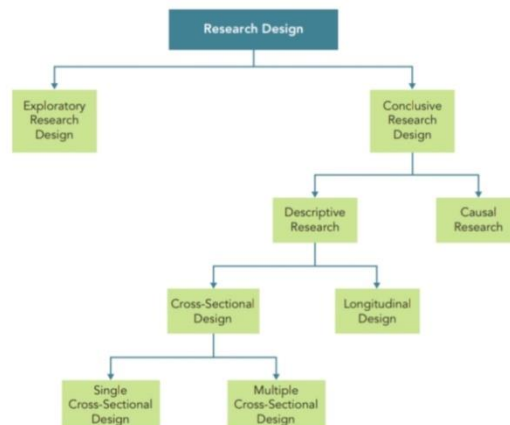 Research Design
Exploratory
Research
Design
Conclusive
Research
Design
Descriptive
Research
Causal
Research
Cross-Sectional
Design
Longitudinal
Design
Single
Cross-Sectional
Design
Multiple
Cross-Sectional
Design